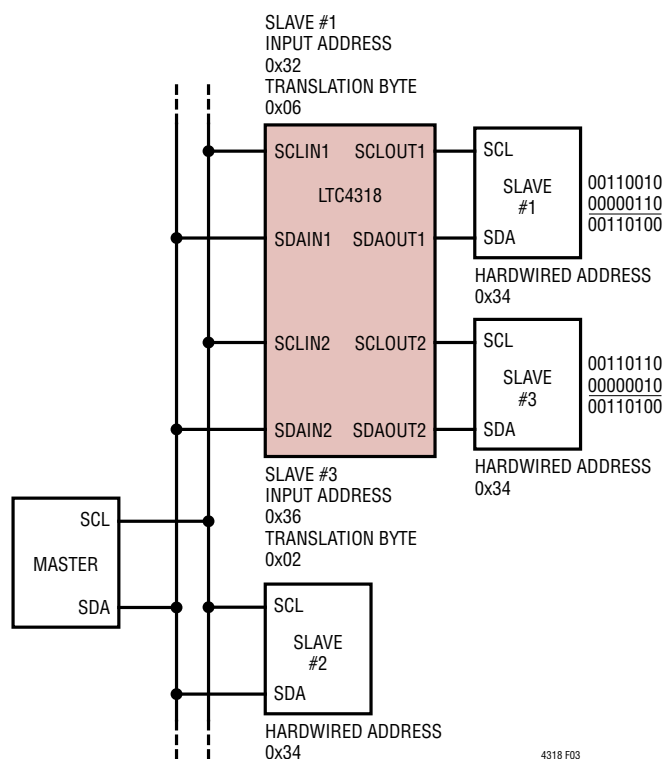 SLAVE #1
INPUT ADDRESS
0x32
TRANSLATION BYTE
0x06
SCLIN1 SCLOUT1
LTC4318
SDAIN1 SDAOUT1
SCLIN2 SCLOUT2
SDAIN2 SDAOUT2
SCL
SLAVE
#1
SDA
00110010
00000110
00110100
HARDWIRED ADDRESS
0x34
SCL
SLAVE
#3
SDA
00110110
00000010
00110100
HARDWIRED ADDRESS
0x34
SLAVE #3
INPUT ADDRESS
0x36
TRANSLATION BYTE
0x02
SCL
MASTER
SDA
SCL
SLAVE
#2
SDA
HARDWIRED ADDRESS
0x34
4318 F03